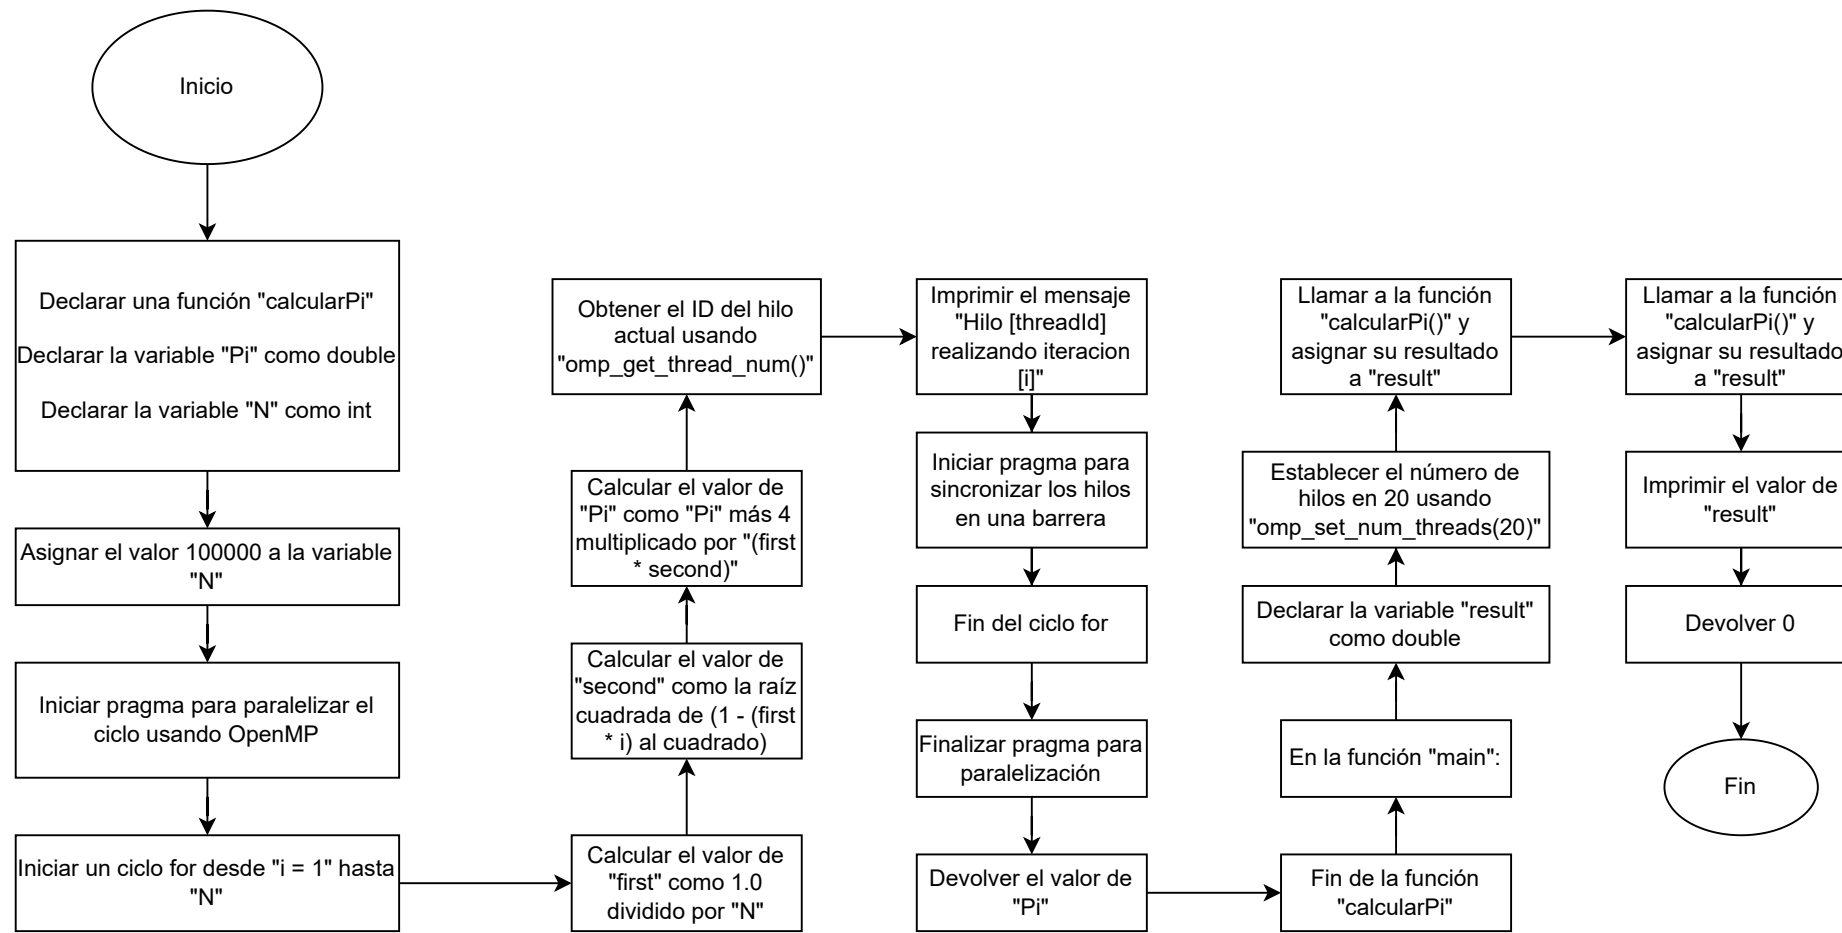 Inicio
Declarar una función "calcularPi"
Declarar la variable "Pi" como double
Declarar la variable "N" como int
Asignar el valor 100000 a la variable
"N"
Iniciar pragma para paralelizar el
ciclo usando OpenMP
Iniciar un ciclo for desde "i = 1" hasta
"N"
Calcular el valor de
"first" como 1.0
dividido por "N"
Calcular el valor de
"second" como la raíz
cuadrada de (1 - (first
* i) al cuadrado)
Calcular el valor de
"Pi" como "Pi" más 4
multiplicado por "(first
* second)"
Obtener el ID del hilo
actual usando
"omp_get_thread_num()"
Imprimir el mensaje
"Hilo [threadId]
realizando iteracion
[i]"
Iniciar pragma para
sincronizar los hilos
en una barrera
Fin del ciclo for
Finalizar pragma para
paralelización
Devolver el valor de
"Pi"
Fin de la función
"calcularPi"
En la función "main":
Declarar la variable "result"
como double
Establecer el número de
hilos en 20 usando
"omp_set_num_threads(20)"
Llamar a la función
"calcularPi()" y
asignar su resultado
a "result"
Llamar a la función
"calcularPi()" y
asignar su resultado
a "result"
Imprimir el valor de
"result"
Devolver 0
Fin